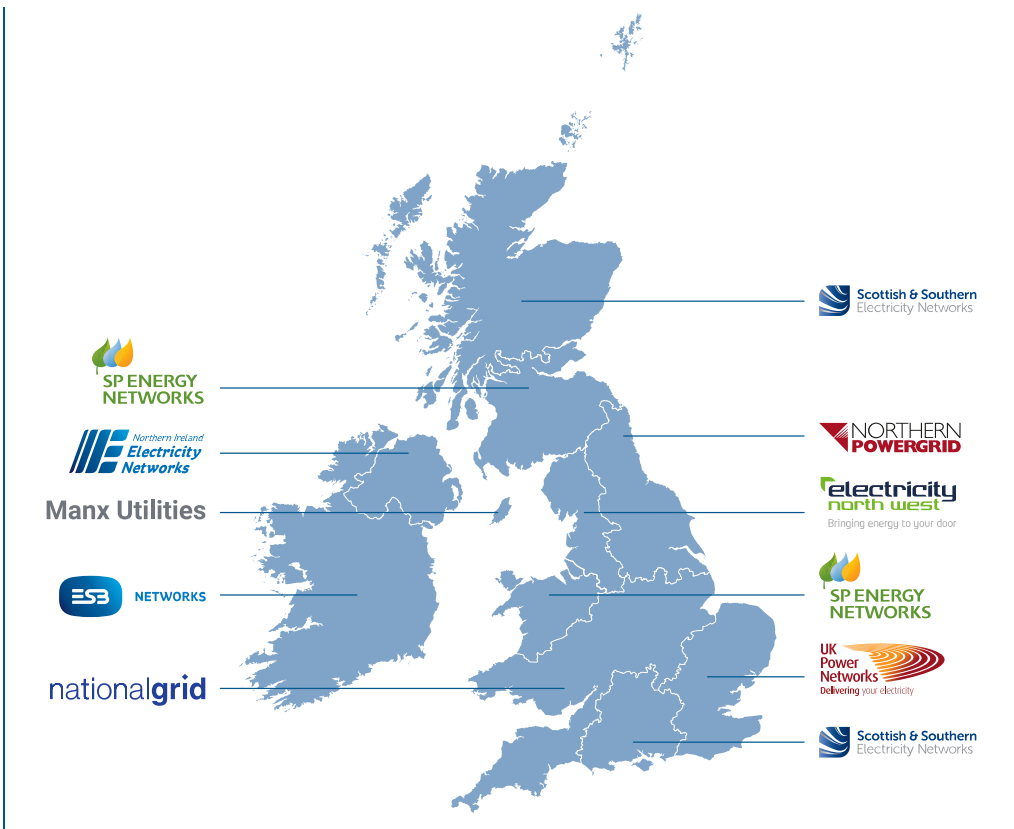 Scottish & Southern
Electricity Networks
SP ENERGY
NETWORKS
Northern Ireland
Electricity
Networks
NORTHERN
POWERGRID
Manx Utilities
electricity
north west
Bringing energy to your door
ESB NETWORKS
SP ENERGY
NETWORKS
nationalgrid
UK
Power
Networks
Delivering your electricity
Scottish & Southern
Electricity Networks